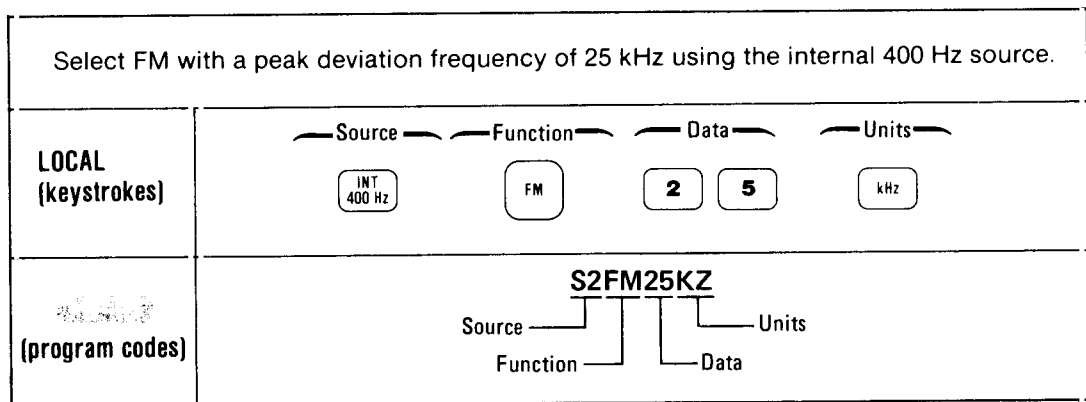 Select FM with a peak deviation frequency of 25 kHz using the internal 400 Hz source.
LOCAL
(keystrokes)
Source Function Data Units
INT
400 Hz
FM
2
5
kHz
(program codes)
S2FM25KZ
Source
Units
Function
Data